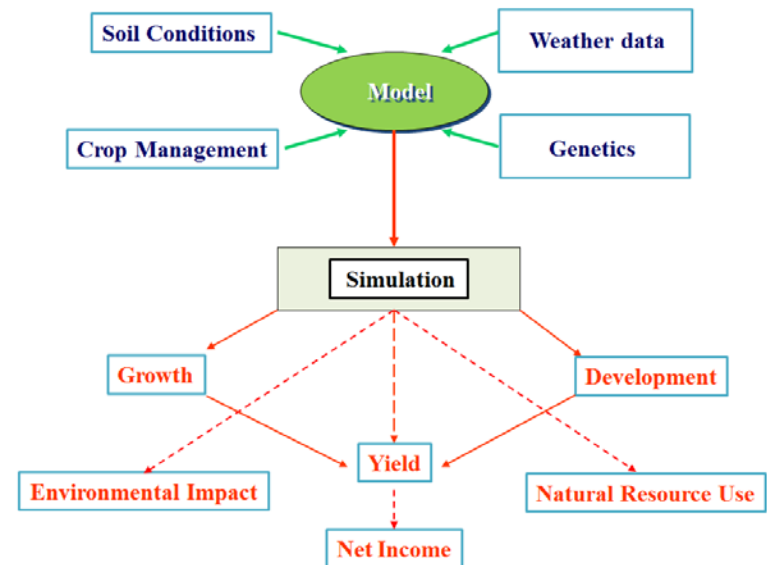 Soil Conditions
Weather data
Model
Crop Management
Genetics
Simulation
Growth
Development
Yield
Environmental Impact
Natural Resource Use
Net Income